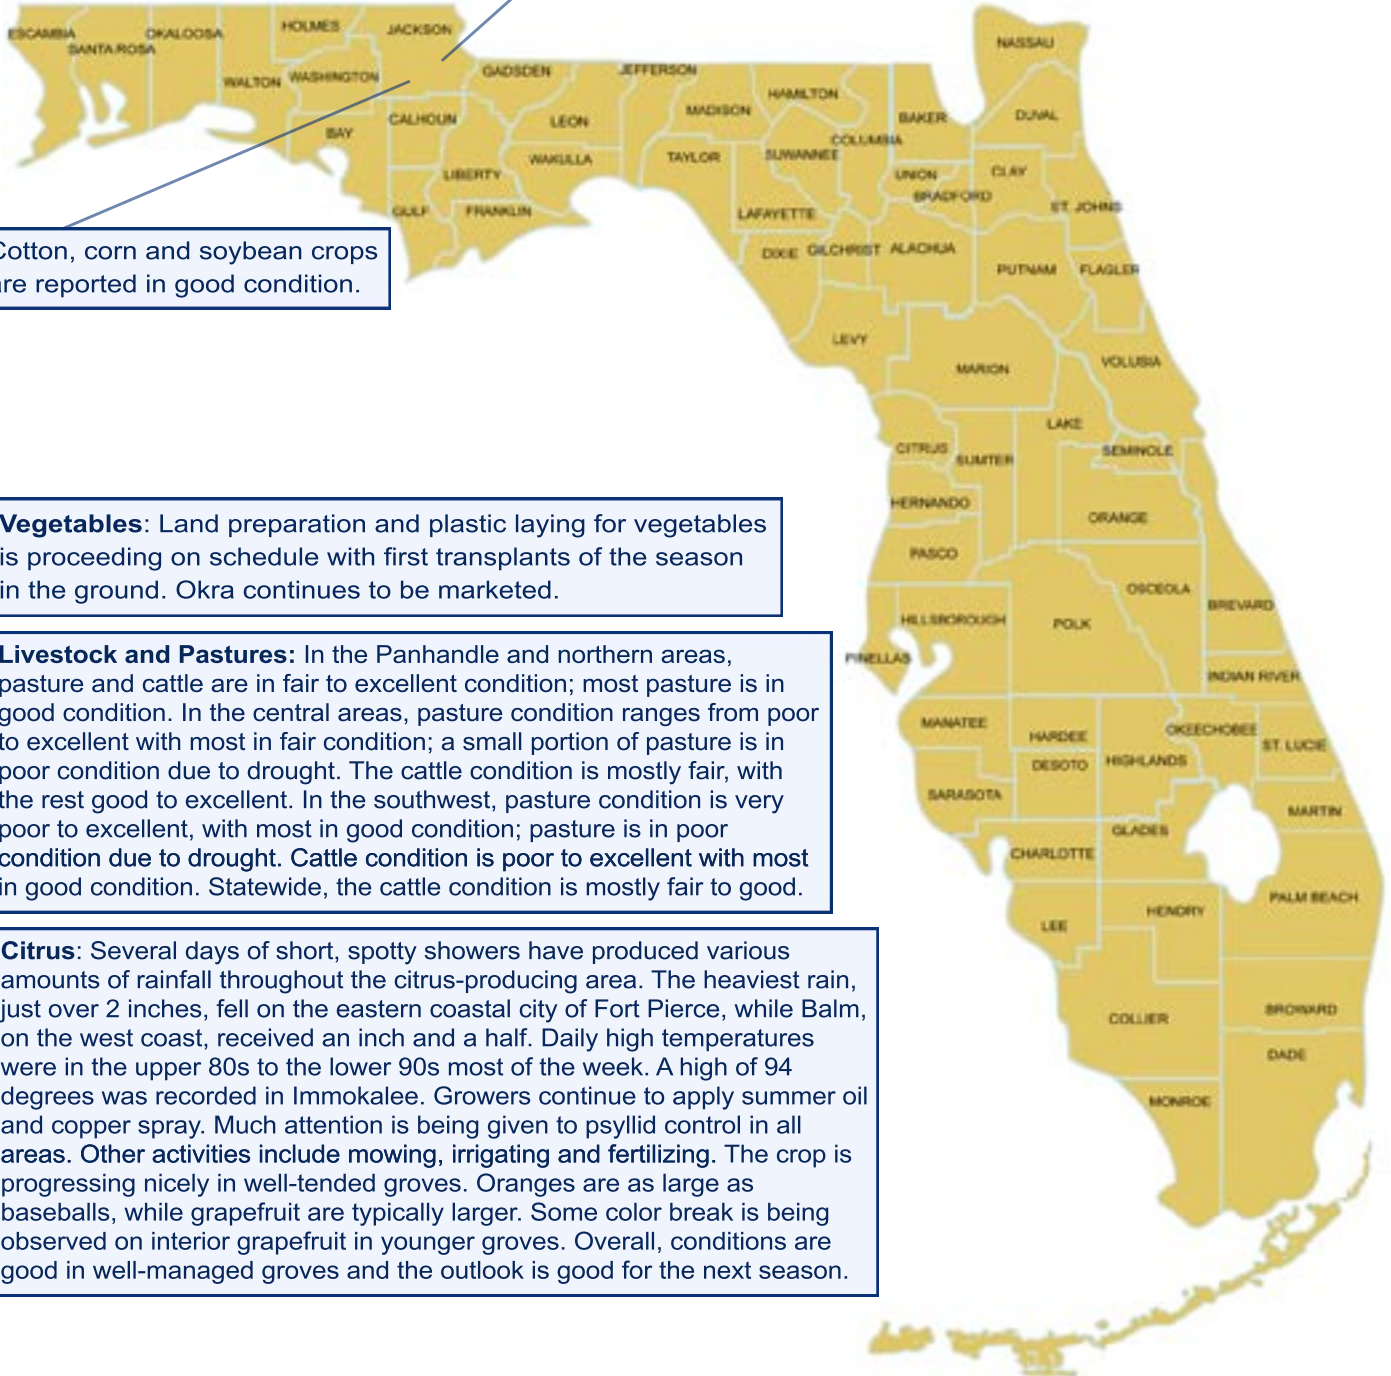 ESCAMBIA
SANTA ROSA
OKALOOSA
HOLMES
JACKSON
WALTON
WASHINGTON
GADSDEN
JEFFERSON
NASSAU
BAY
CALHOUN
LEON
MADISON
HAMILTON
BAKER
DUVAL
COLUMBIA
LIBERTY
WAKULLA
TAYLOR
SUWANNEE
UNION
CLAY
BRADFORD
GULF
FRANKLIN
LAFAYETTE
ST. JOHNS
DIXIE
GILCHRIST
ALACHUA
PUTNAM
FLAGLER
Cotton, corn and soybean crops
are reported in good condition.
LEVY
MARION
VOLUSIA
LAKE
CITRUS
SUMTER
SEMINOLE
HERNANDO
ORANGE
PASCO
OSCEOLA
BREVARD
HILLSBOROUGH
POLK
PINELLAS
INDIAN RIVER
MANATEE
HARDEE
OKEECHOBEE
ST. LUCIE
DESOTO
HIGHLANDS
SARASOTA
MARTIN
GLADES
CHARLOTTE
PALM BEACH
LEE
HENDRY
COLLIER
BROWARD
DADE
MONROE
Vegetables: Land preparation and plastic laying for vegetables
is proceeding on schedule with first transplants of the season
in the ground. Okra continues to be marketed.
Livestock and Pastures: In the Panhandle and northern areas,
pasture and cattle are in fair to excellent condition; most pasture is in
good condition. In the central areas, pasture condition ranges from poor
to excellent with most in fair condition; a small portion of pasture is in
poor condition due to drought. The cattle condition is mostly fair, with
the rest good to excellent. In the southwest, pasture condition is very
poor to excellent, with most in good condition; pasture is in poor
condition due to drought. Cattle condition is poor to excellent with most
in good condition. Statewide, the cattle condition is mostly fair to good.
Citrus: Several days of short, spotty showers have produced various
amounts of rainfall throughout the citrus-producing area. The heaviest rain,
just over 2 inches, fell on the eastern coastal city of Fort Pierce, while Balm,
on the west coast, received an inch and a half. Daily high temperatures
were in the upper 80s to the lower 90s most of the week. A high of 94
degrees was recorded in Immokalee. Growers continue to apply summer oil
and copper spray. Much attention is being given to psyllid control in all
areas. Other activities include mowing, irrigating and fertilizing. The crop is
progressing nicely in well-tended groves. Oranges are as large as
baseballs, while grapefruit are typically larger. Some color break is being
observed on interior grapefruit in younger groves. Overall, conditions are
good in well-managed groves and the outlook is good for the next season.